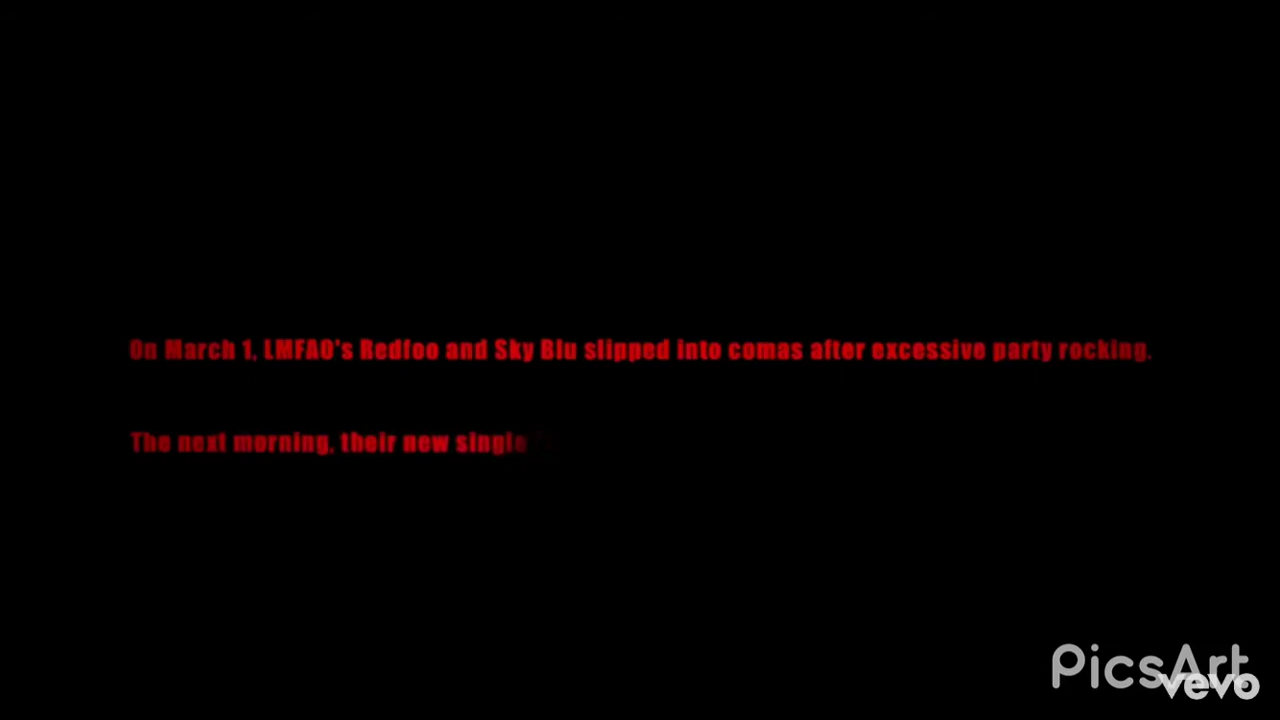 On March 1, LMFAO's Redfoo and Sky Blu slipped into comas after excessive party rocking.
The next morning, their new single
PicsArt
vevo